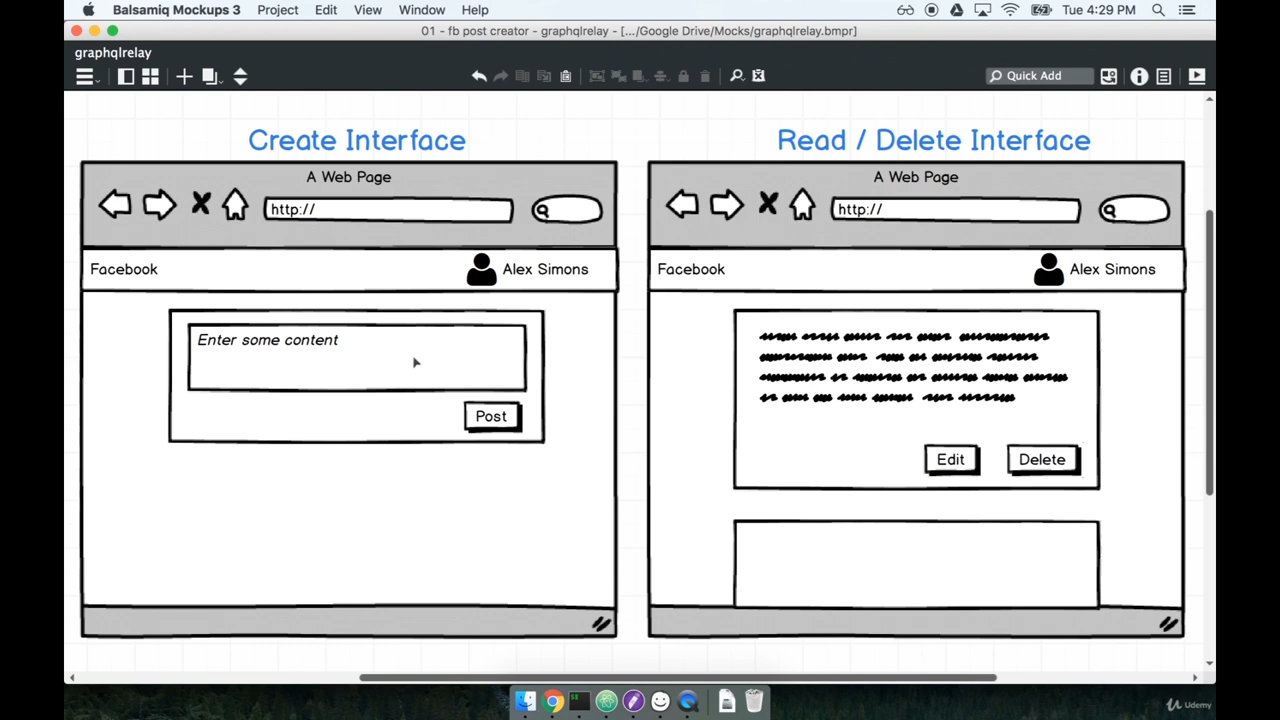 Balsamiq Mockups 3 Project Edit View Window Help Tue 4:29 PM
01 - fb post creator - graphqlrelay - [.../Google Drive/Mocks/graphqlrelay.bmpr]
graphqlrelay
Quick Add
Create Interface
A Web Page
http://
Facebook Alex Simons
Enter some content
Post
Read / Delete Interface
A Web Page
http://
Facebook Alex Simons
Edit Delete
Udemy